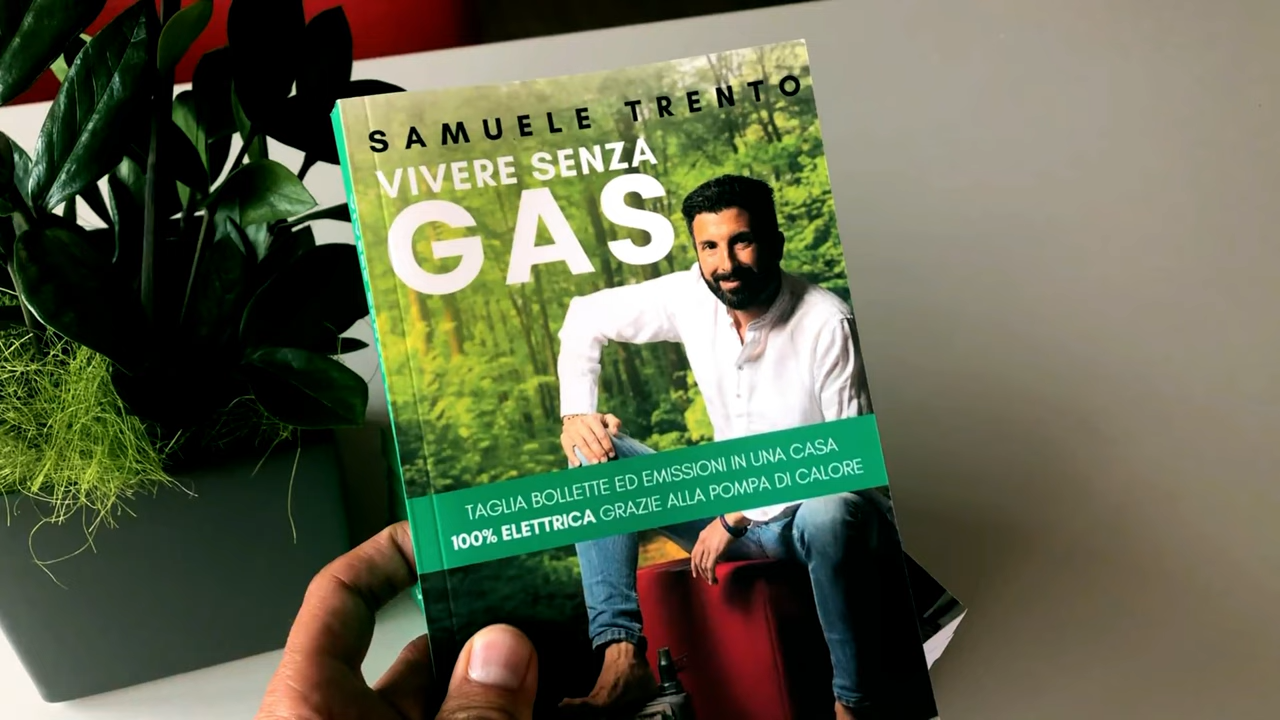 SAMUELE TRENTO
VIVERE SENZA
GAS
TAGLIA BOLLETTE ED EMISSIONI IN UNA CASA
100% ELETTRICA GRAZIE ALLA POMPA DI CALORE